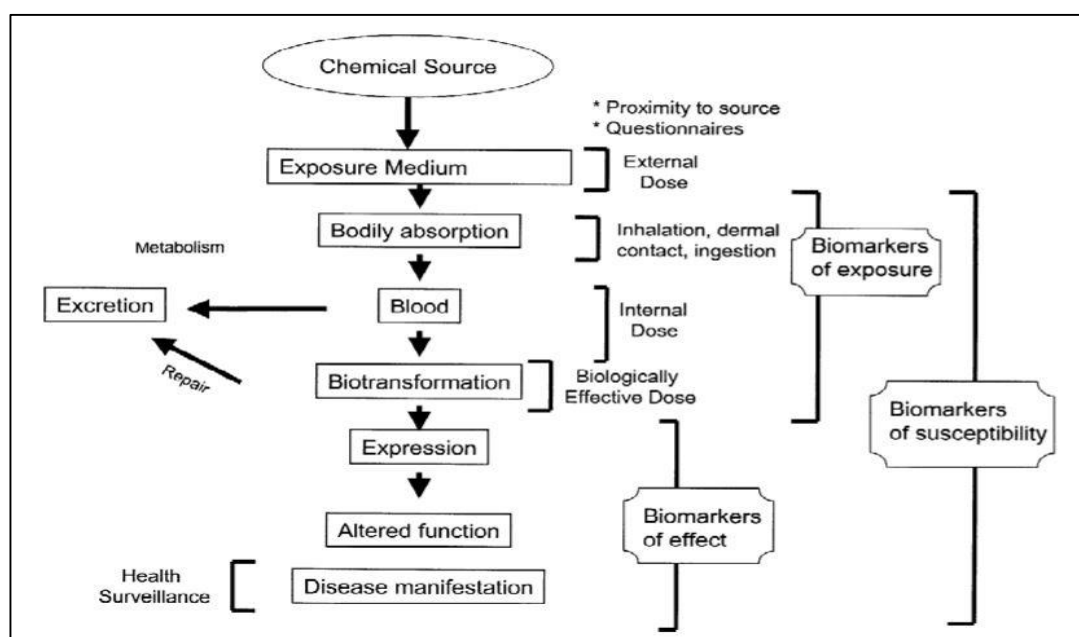 Chemical Source
* Proximity to source
* Questionnaires
Exposure Medium
External
Dose
Bodily absorption
Inhalation, dermal
contact, ingestion
Biomarkers
of exposure
Metabolism
Excretion
Blood
Internal
Dose
Repair
Biotransformation
Biologically
Effective Dose
Biomarkers
of susceptibility
Expression
Altered function
Biomarkers
of effect
Health
Surveillance
Disease manifestation